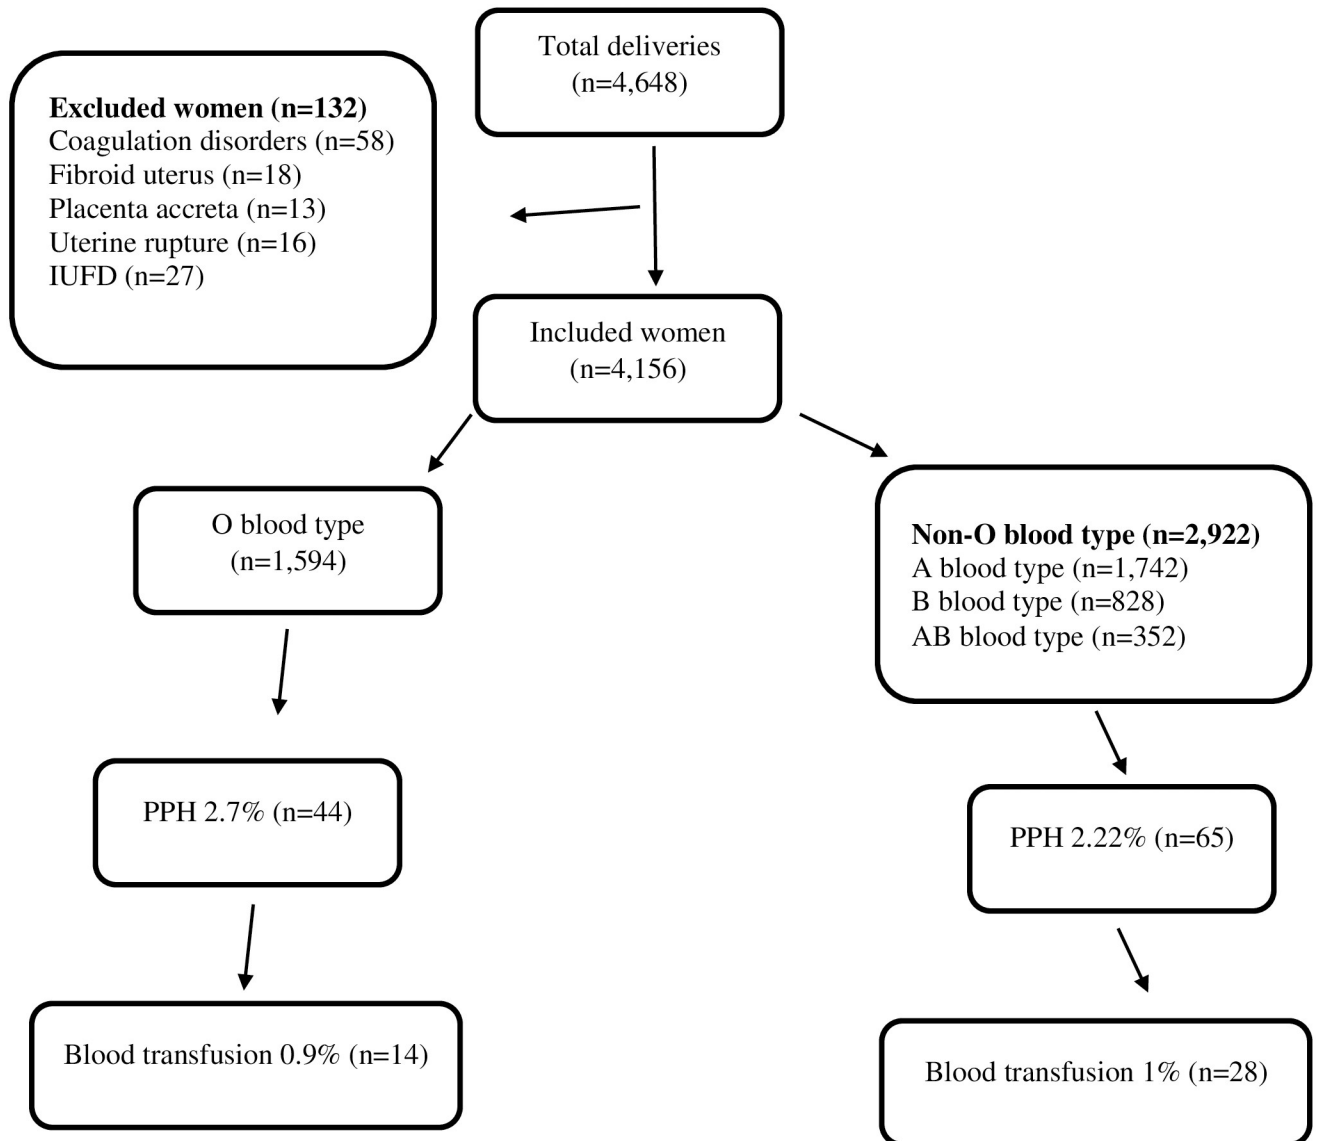 Total deliveries
(n=4,648)
Excluded women (n=132)
Coagulation disorders (n=58)
Fibroid uterus (n=18)
Placenta accreta (n=13)
Uterine rupture (n=16)
IUFD (n=27)
Included women
(n=4,156)
O blood type
(n=1,594)
Non-O blood type (n=2,922)
A blood type (n=1,742)
B blood type (n=828)
AB blood type (n=352)
PPH 2.7% (n=44)
PPH 2.22% (n=65)
Blood transfusion 0.9% (n=14)
Blood transfusion 1% (n=28)